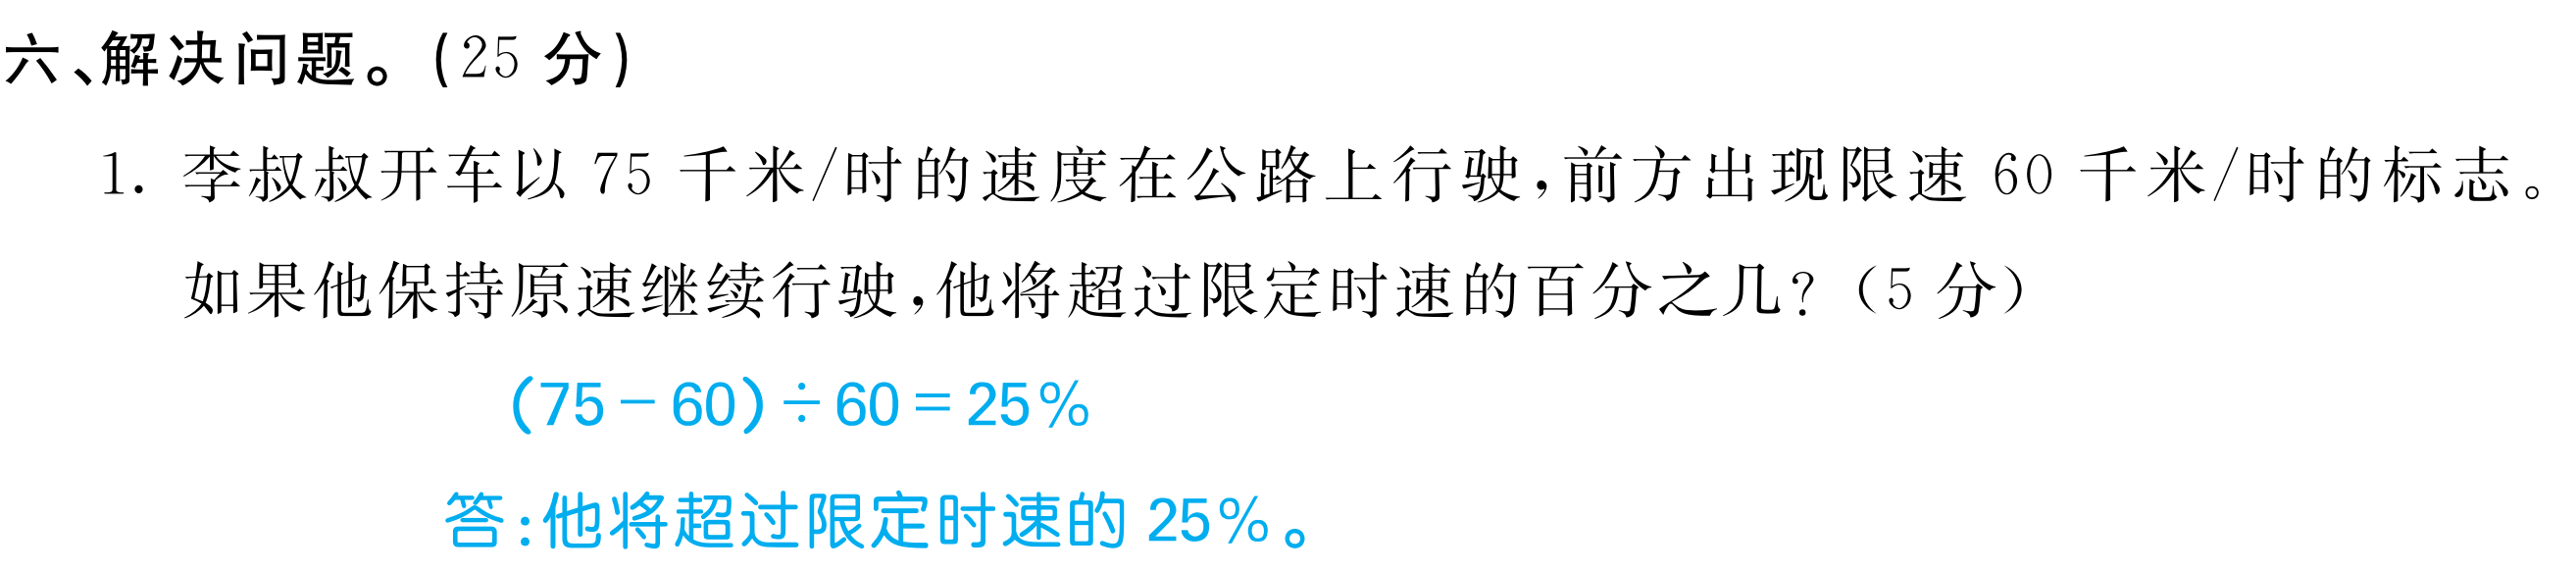 六、解决问题。(25 分)
1. 李叔叔开车以 75 千米/时的速度在公路上行驶,前方出现限速 60 千米/时的标志。
如果他保持原速继续行驶,他将超过限定时速的百分之几?(5 分)
(75-60)÷60=25%
答:他将超过限定时速的 25%。